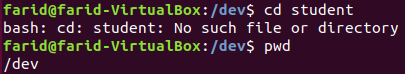 farid@farid-VirtualBox:/dev$ cd student
bash: cd: student: No such file or directory
farid@farid-VirtualBox:/dev$ pwd
/dev